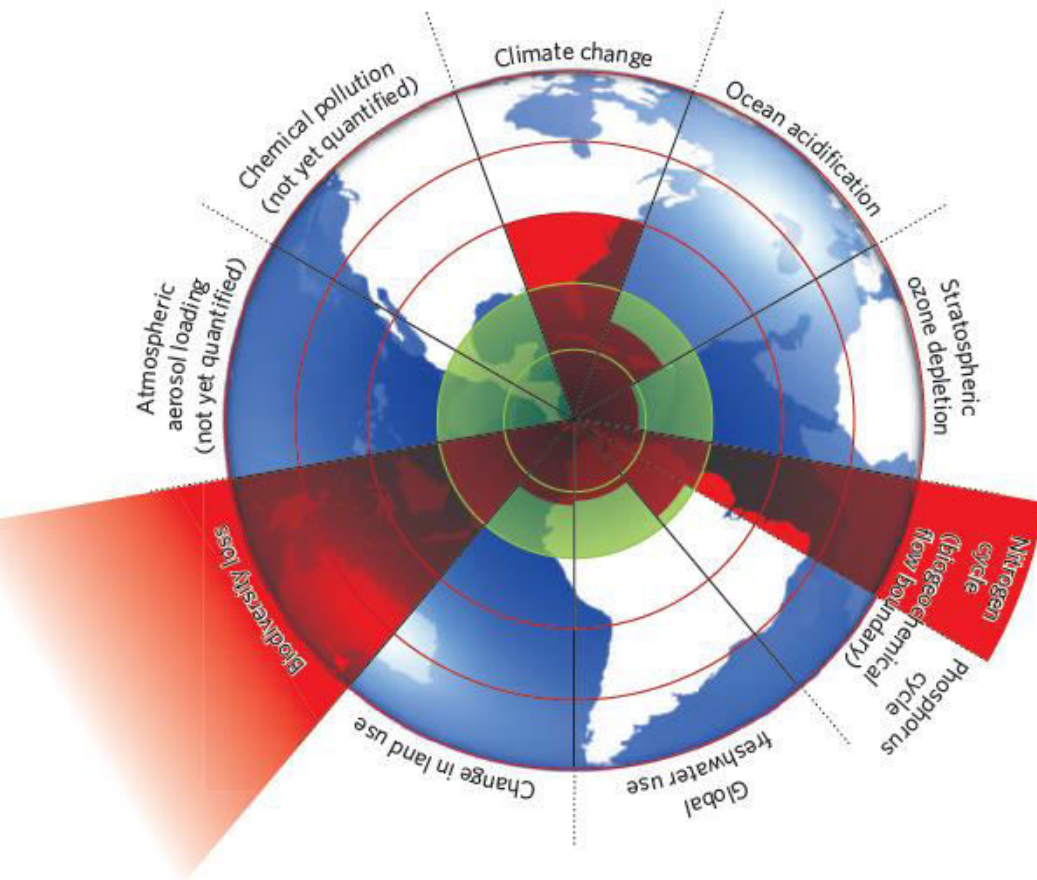 Climate change
Ocean acidification
Stratospheric
ozone depletion
Nitrogen
cycle
(biogeochemical
flow boundary)
Phosphorus
cycle
Global
freshwater use
Change in land use
Biodiversity loss
Atmospheric
aerosol loading
(not yet quantified)
Chemical pollution
(not yet quantified)